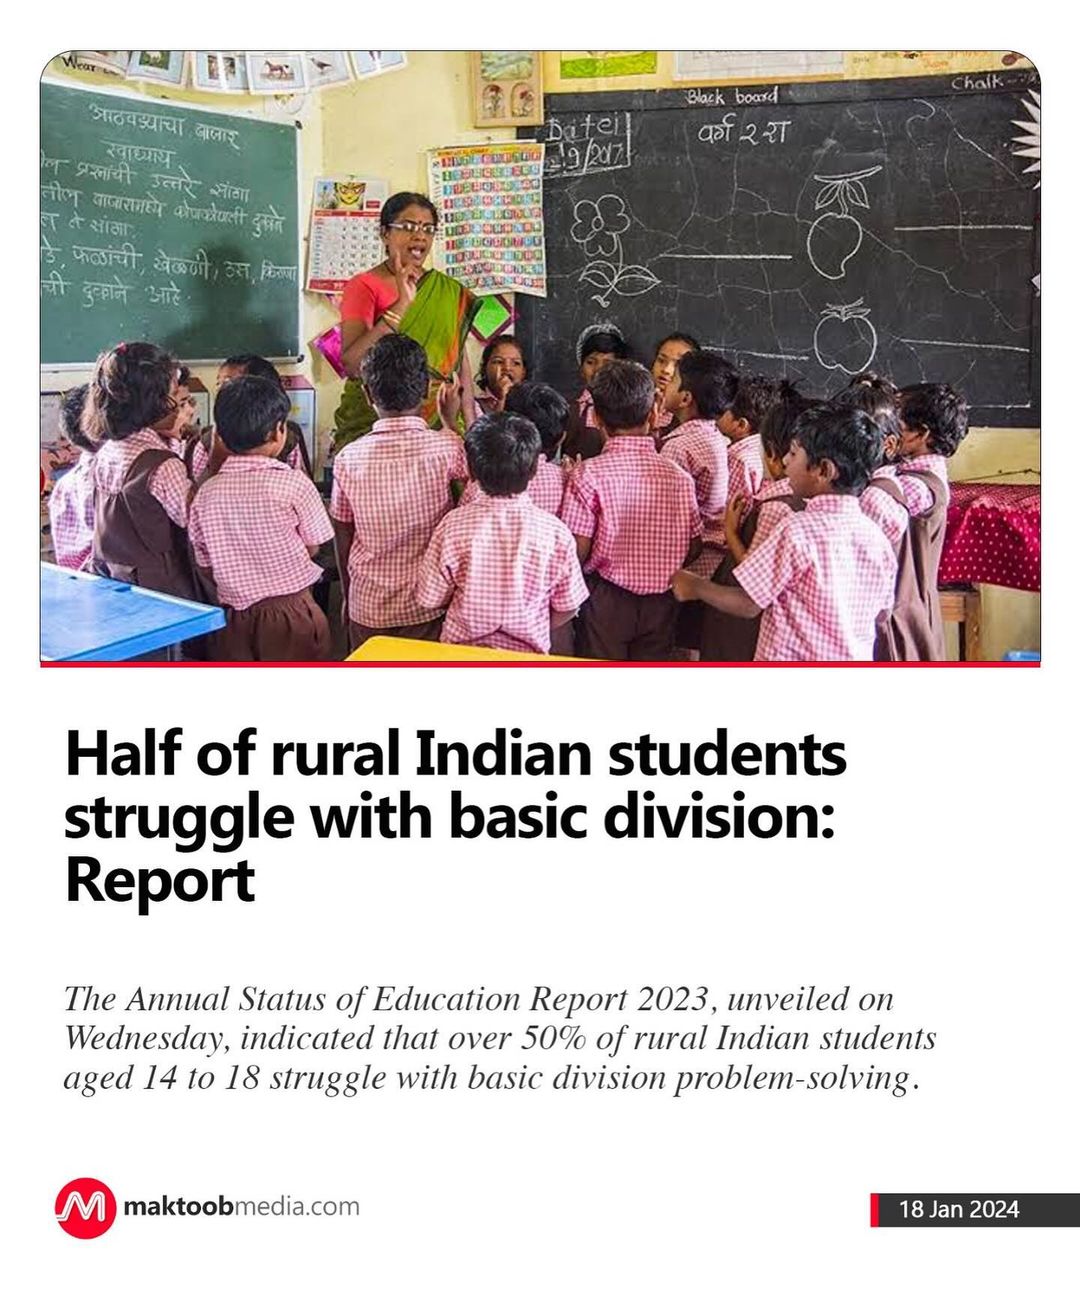 Wear
आठवड्याचा बाजार
स्वाध्याय
प्रश्नांची उत्तरे सांगा
बाजारामध्ये कोणकोणती दुकाने
ते सांगा.
फळांची, खेळणी, उस, किराणा
ची दुकाने आहे.
Black board
Chalk
Date
2/9/2017
वर्ग २रा
Half of rural Indian students
struggle with basic division:
Report
The Annual Status of Education Report 2023, unveiled on
Wednesday, indicated that over 50% of rural Indian students
aged 14 to 18 struggle with basic division problem-solving.
maktoobmedia.com
18 Jan 2024